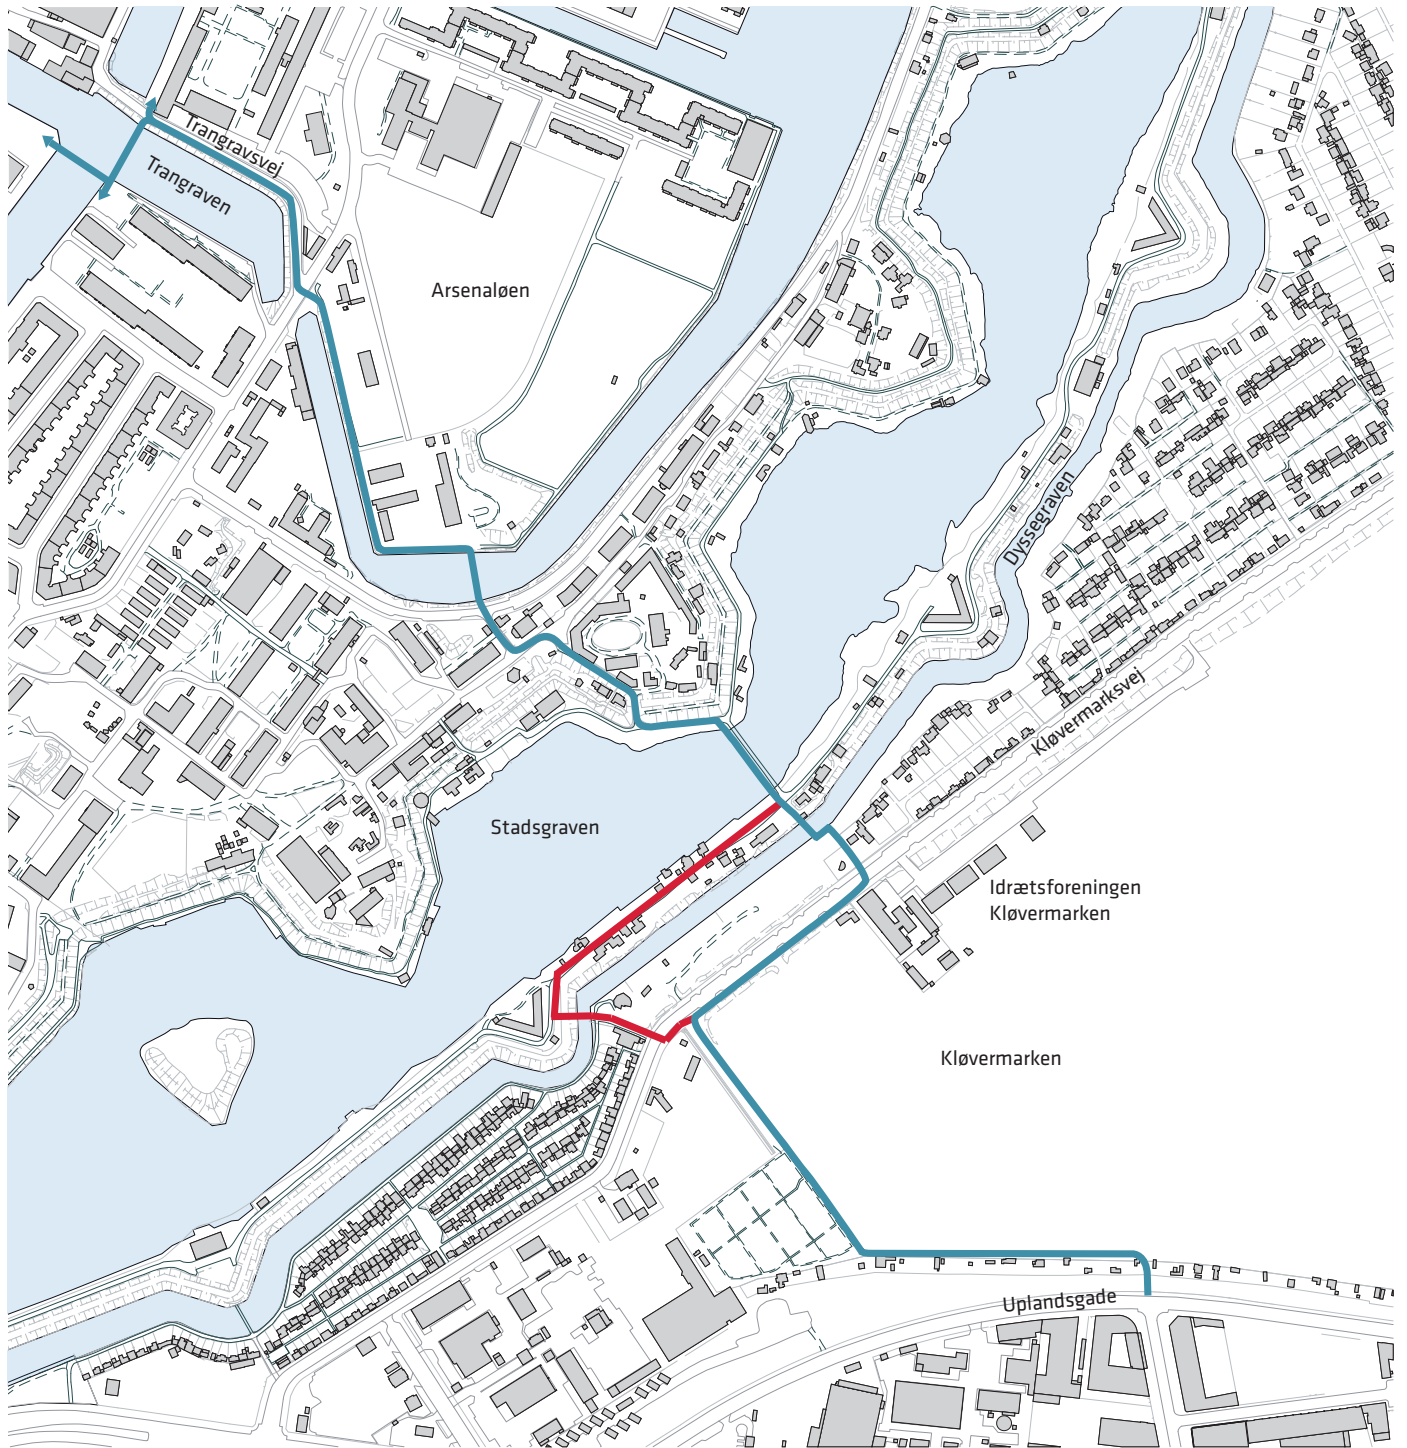 Trangravsvej
Trangraven
Arsenaløen
Dyssegraven
Kløvermarksvej
Stadsgraven
Idrætsforeningen
Kløvermarken
Kløvermarken
Uplandsgade